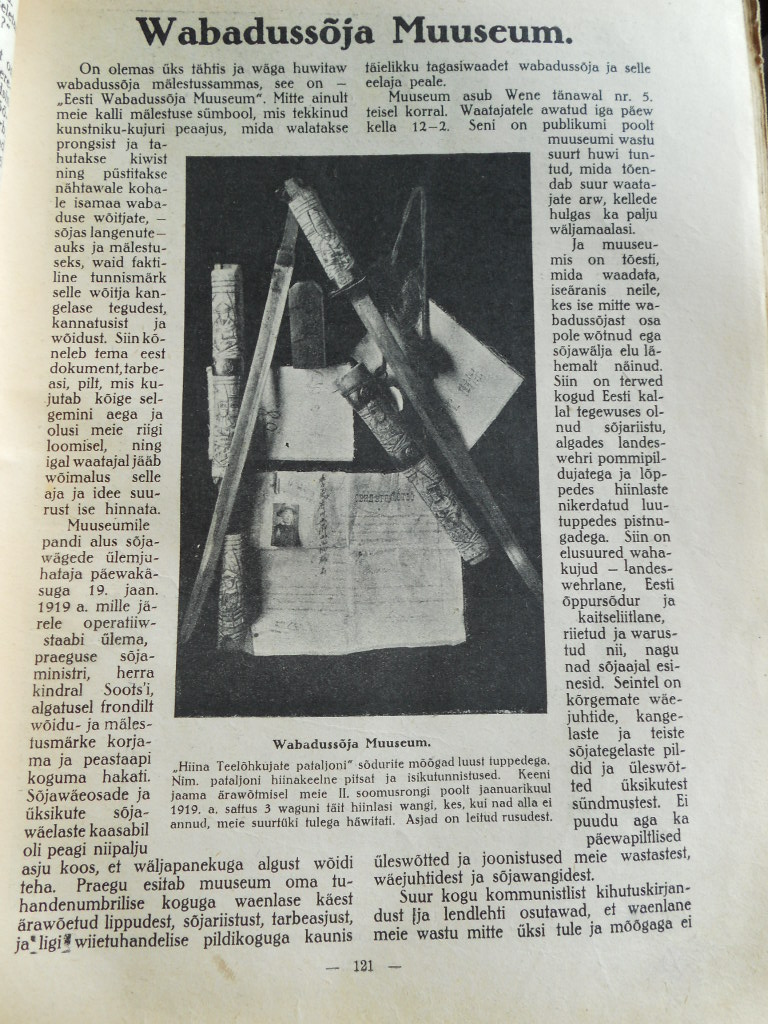 Wabadussõja Muuseum.
On olemas üks tähtis ja wäga huwitaw
wabadussõja mälestussammas, see on —
„Eesti Wabadussõja Muuseum". Mitte ainult
meie kalli mälestuse sümbool, mis tekkinud
kunstniku-kujuri peaajus, mida walatakse
prongsist ja ta-
hutakse kiwist
ning püstitakse
nähtawale koha-
le isamaa waba-
duse wõitjate, —
sõjas langenute—
auks ja mälestu-
seks, waid fakti-
line tunnismärk
selle wõitja kan-
gelase tegudest,
kannatusist ja
wõidust. Siin kõ-
neleb tema eest
dokument, tarbe-
asi, pilt, mis ku-
jutab kõige sel-
gemini aega ja
olusi meie riigi
loomisel, ning
igal waatajal jääb
wõimalus selle
aja ja idee suu-
rust ise hinnata.
Muuseumile
pandi alus sõja-
wägede ülemju-
hataja päewakä-
suga 19. jaan.
1919 a. mille jä-
rele operatiiw-
staabi ülema,
praeguse sõja-
ministri, herra
kindral Soots'i,
algatusel frondilt
wõidu- ja mäles-
tusmärke korja-
ma ja peastaapi
koguma hakati.
Sõjawäeosade ja
üksikute sõja-
wäelaste kaasabil
oli peagi niipalju
asju koos, et wäljapanekuga algust wõidi
teha. Praegu esitab muuseum oma tu-
handenumbrilise koguga waenlase käest
ärawõetud lippudest, sõjariistust, tarbeasjust,
ja ligi wiietuhandelise pildikoguga kaunis
täielikku tagasiwaadet wabadussõja ja selle
eelaja peale.
Muuseum asub Wene tänawal nr. 5.
teisel korral. Waatajatele awatud iga päew
kella 12—2. Seni on publikumi poolt
muuseumi wastu
suurt huwi tun-
tud, mida tõen-
dab suur waata-
jate arw, kellede
hulgas ka palju
wäljamaalasi.
Ja muuseu-
mis on tõesti,
mida waadata,
iseäranis neile,
kes ise mitte wa-
badussõjast osa
pole wõtnud ega
sõjawälja elu lä-
hemalt näinud.
Siin on terwed
kogud Eesti kal-
lal tegewuses ol-
nud sõjariistu,
algades landes-
wehri pommipil-
dujatega ja lõp-
pedes hiinlaste
nikerdatud luu-
tuppedes pistnu-
gadega. Siin on
elusuured waha-
kujud — landes-
wehrlane, Eesti
õppursõdur ja
kaitseliitlane,
riietud ja warus-
tud nii, nagu
nad sõjaajal esi-
nesid. Seintel on
kõrgemate wäe-
juhtide, kange-
laste ja teiste
sõjategelaste pil-
did ja üleswõt-
ted üksikutest
sündmustest. Ei
puudu aga ka
päewapiltlised
üleswõtted ja joonistused meie wastastest,
wäejuhtidest ja sõjawangidest.
Suur kogu kommunistlist kihutuskirjan-
dust ja lendlehti osutawad, et waenlane
meie wastu mitte üksi tule ja mõõgaga ei
Wabadussõja Muuseum.
„Hiina Teelõhkujate pataljoni" sõdurite mõõgad luust tuppedega.
Nim. pataljoni hiinakeelne pitsat ja isikutunnistused. Keeni
jaama ärawõtmisel meie II. soomusrongi poolt jaanuarikuul
1919. a. sattus 3 waguni täit hiinlasi wangi, kes, kui nad alla ei
annud, meie suurtüki tulega häwitati. Asjad on leitud rusudest.
— 121 —